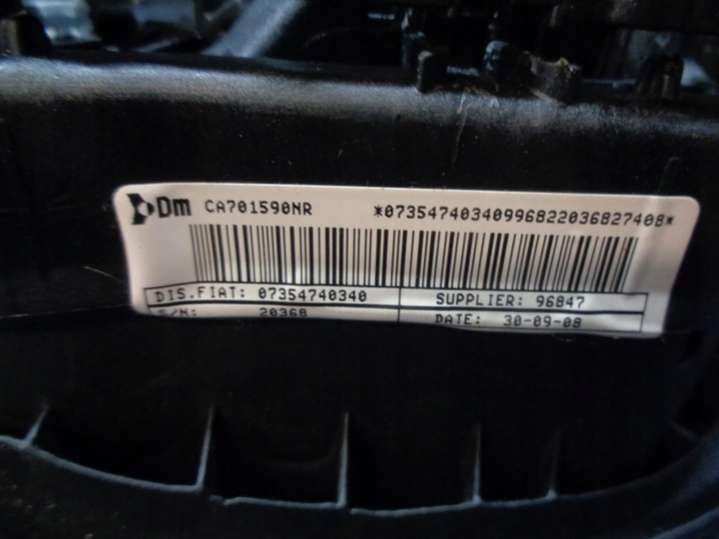 Dm CA701590NR *07354740340996822036827408*
DIS.FIAT: 07354740340 SUPPLIER: 96847
S/N: 20368 DATE: 30-09-08